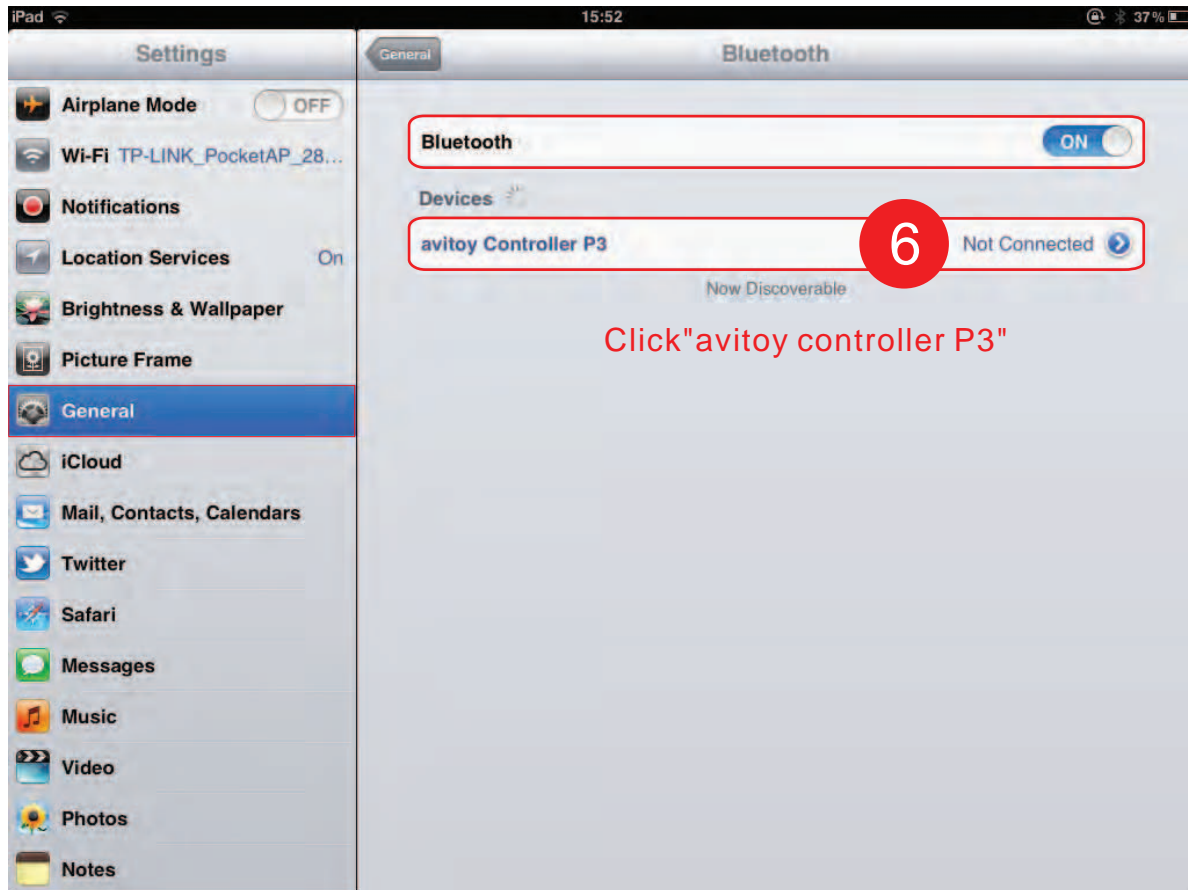 iPad 15:52 37%
Settings
General Bluetooth
Airplane Mode OFF
Wi-Fi TP-LINK_PocketAP_28...
Notifications
Location Services On
Brightness & Wallpaper
Picture Frame
General
iCloud
Mail, Contacts, Calendars
Twitter
Safari
Messages
Music
Video
Photos
Notes
Bluetooth ON
Devices
avitoy Controller P3 6 Not Connected
Now Discoverable
Click"avitoy controller P3"